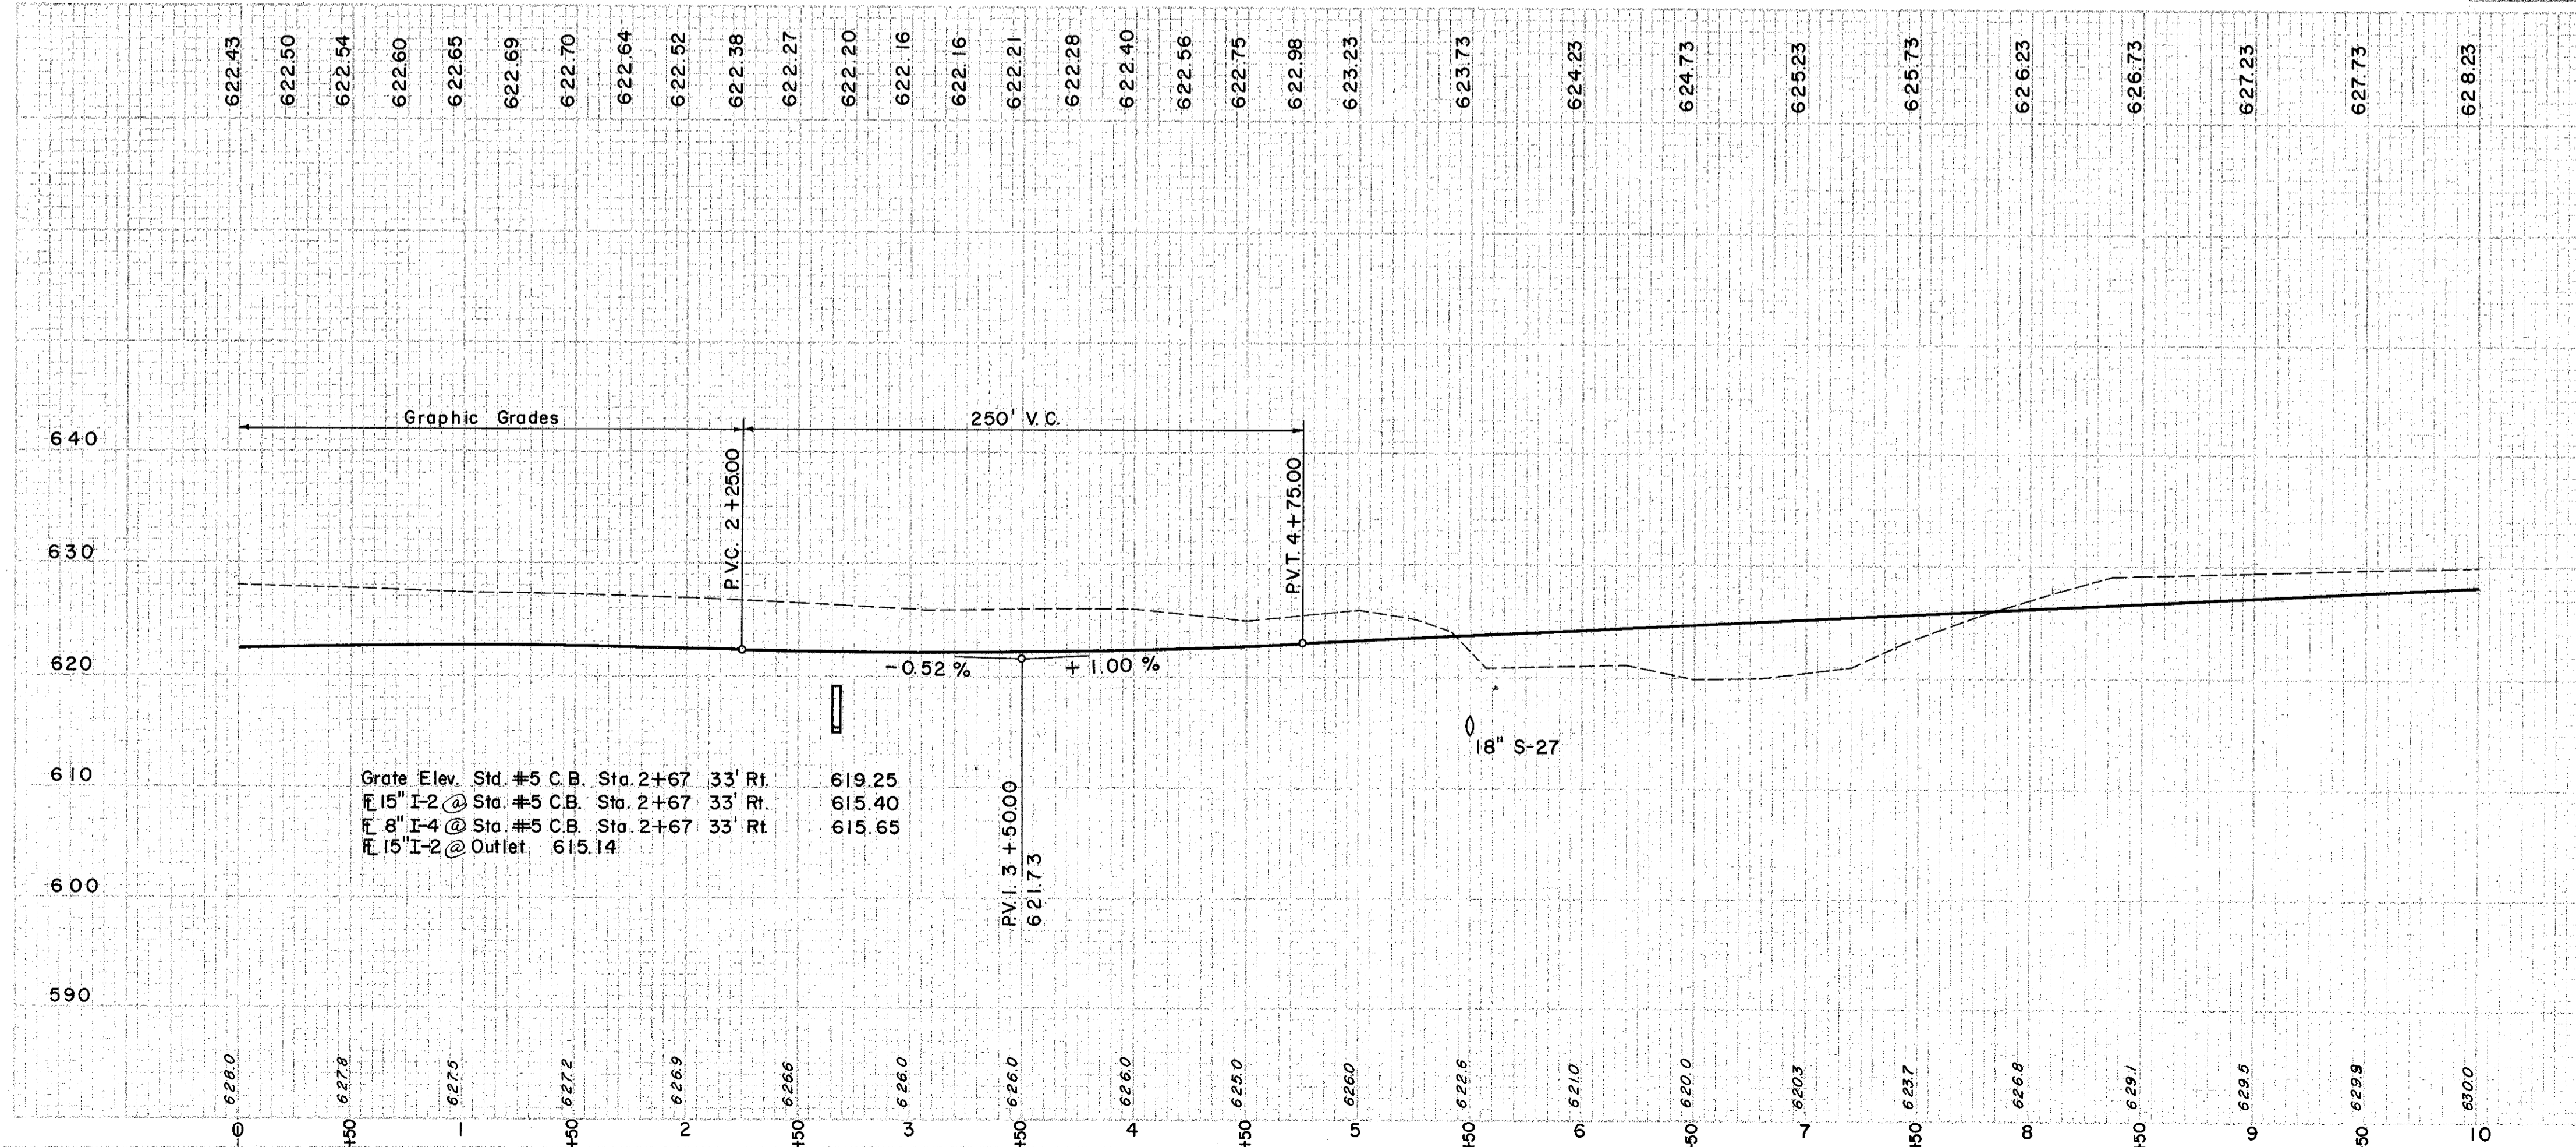 622.43 622.50 622.54 622.60 622.65 622.69 622.70 622.64 622.52 622.38 622.27 622.20 622.16 622.16 622.21 622.28 622.40 622.56 622.75 622.98 623.23 623.73 624.23 624.73 625.23 625.73 626.23 626.73 627.23 627.73 628.23
Graphic Grades
250' V.C.
640
P.V.C. 2+25.00
P.V.T. 4+75.00
630
620
-0.52 %
+1.00 %
18" S-27
610
Grate Elev. Std. #5 C.B. Sta. 2+67 33' Rt. 619.25
FL 15" I-2 @ Sta. #5 C.B. Sta. 2+67 33' Rt. 615.40
FL 8" I-4 @ Sta. #5 C.B. Sta. 2+67 33' Rt. 615.65
FL 15" I-2 @ Outlet 615.14
P.V.I. 3+50.00
621.73
600
590
628.0 627.8 627.5 627.2 626.9 626.6 626.0 626.0 626.0 625.0 626.0 622.6 621.0 620.0 620.3 623.7 626.8 629.1 629.5 629.8 630.0
0 +50 1 +50 2 +50 3 +50 4 +50 5 +50 6 +50 7 +50 8 +50 9 +50 10